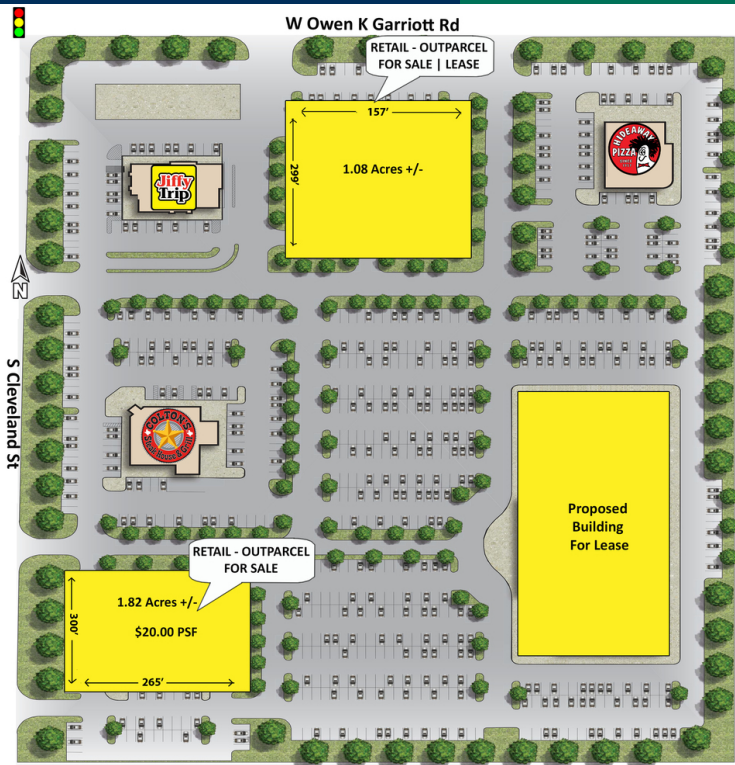 W Owen K Garriott Rd
RETAIL - OUTPARCEL
FOR SALE | LEASE
157'
299'
1.08 Acres +/-
HIDEAWAY
PIZZA
Jiffy
Trip
N
S Cleveland St
COLTON'S
Steak House & Grill
Proposed
Building
For Lease
RETAIL - OUTPARCEL
FOR SALE
1.82 Acres +/-
300'
$20.00 PSF
265'